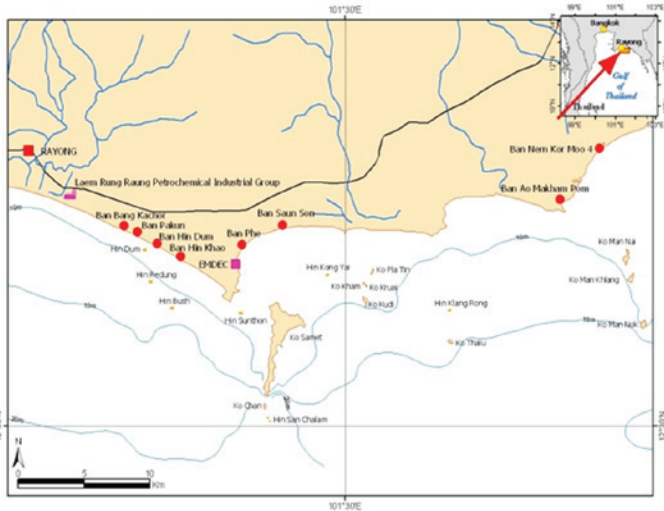 101°30'E
Bangkok
Rayong
Gulf
of
Thailand
Thailand
RAYONG
Laem Rung Raung Petrochemical Industrial Group
Ban Nern Kor Moo 4
Ban Ao Makham Pom
Ban Bang Kachor
Ban Pakun
Ban Hin Dum
Ban Hin Khao
Ban Phe
Ban Saun Son
EMDEC
Hin Dum
Hin Redung
Hin Bush
Hin Sunthon
Hin Kong Yai
Ko Pla Tin
Ko Kham
Ko Kruai
Ko Kudi
Hin Klang Rong
Ko Thalu
Ko Man Nai
Ko Man Khlang
Ko Man Nok
Ko Samet
Ko Chan
Hin San Chalam
N
0 5 10
Km
101°30'E